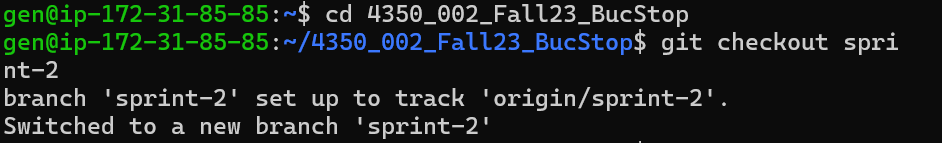 gen@ip-172-31-85-85:~$ cd 4350_002_Fall23_BucStop
gen@ip-172-31-85-85:~/4350_002_Fall23_BucStop$ git checkout spri
nt-2
branch 'sprint-2' set up to track 'origin/sprint-2'.
Switched to a new branch 'sprint-2'